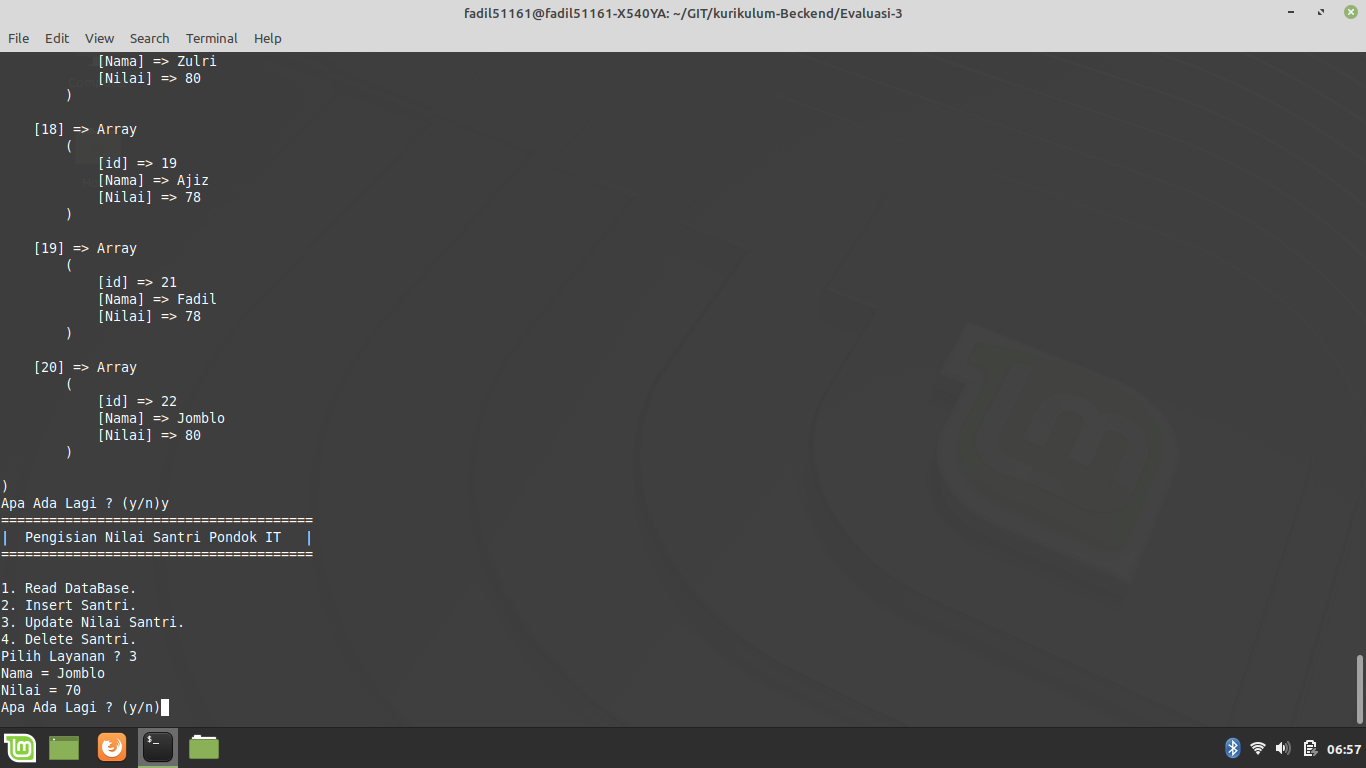 fadil51161@fadil51161-X540YA: ~/GIT/kurikulum-Beckend/Evaluasi-3
File Edit View Search Terminal Help
[Nama] => Zulri
[Nilai] => 80
)
[18] => Array
(
[id] => 19
[Nama] => Ajiz
[Nilai] => 78
)
[19] => Array
(
[id] => 21
[Nama] => Fadil
[Nilai] => 78
)
[20] => Array
(
[id] => 22
[Nama] => Jomblo
[Nilai] => 80
)
)
Apa Ada Lagi ? (y/n)y
=======================================
| Pengisian Nilai Santri Pondok IT |
=======================================
1. Read DataBase.
2. Insert Santri.
3. Update Nilai Santri.
4. Delete Santri.
Pilih Layanan ? 3
Nama = Jomblo
Nilai = 70
Apa Ada Lagi ? (y/n)
06:57